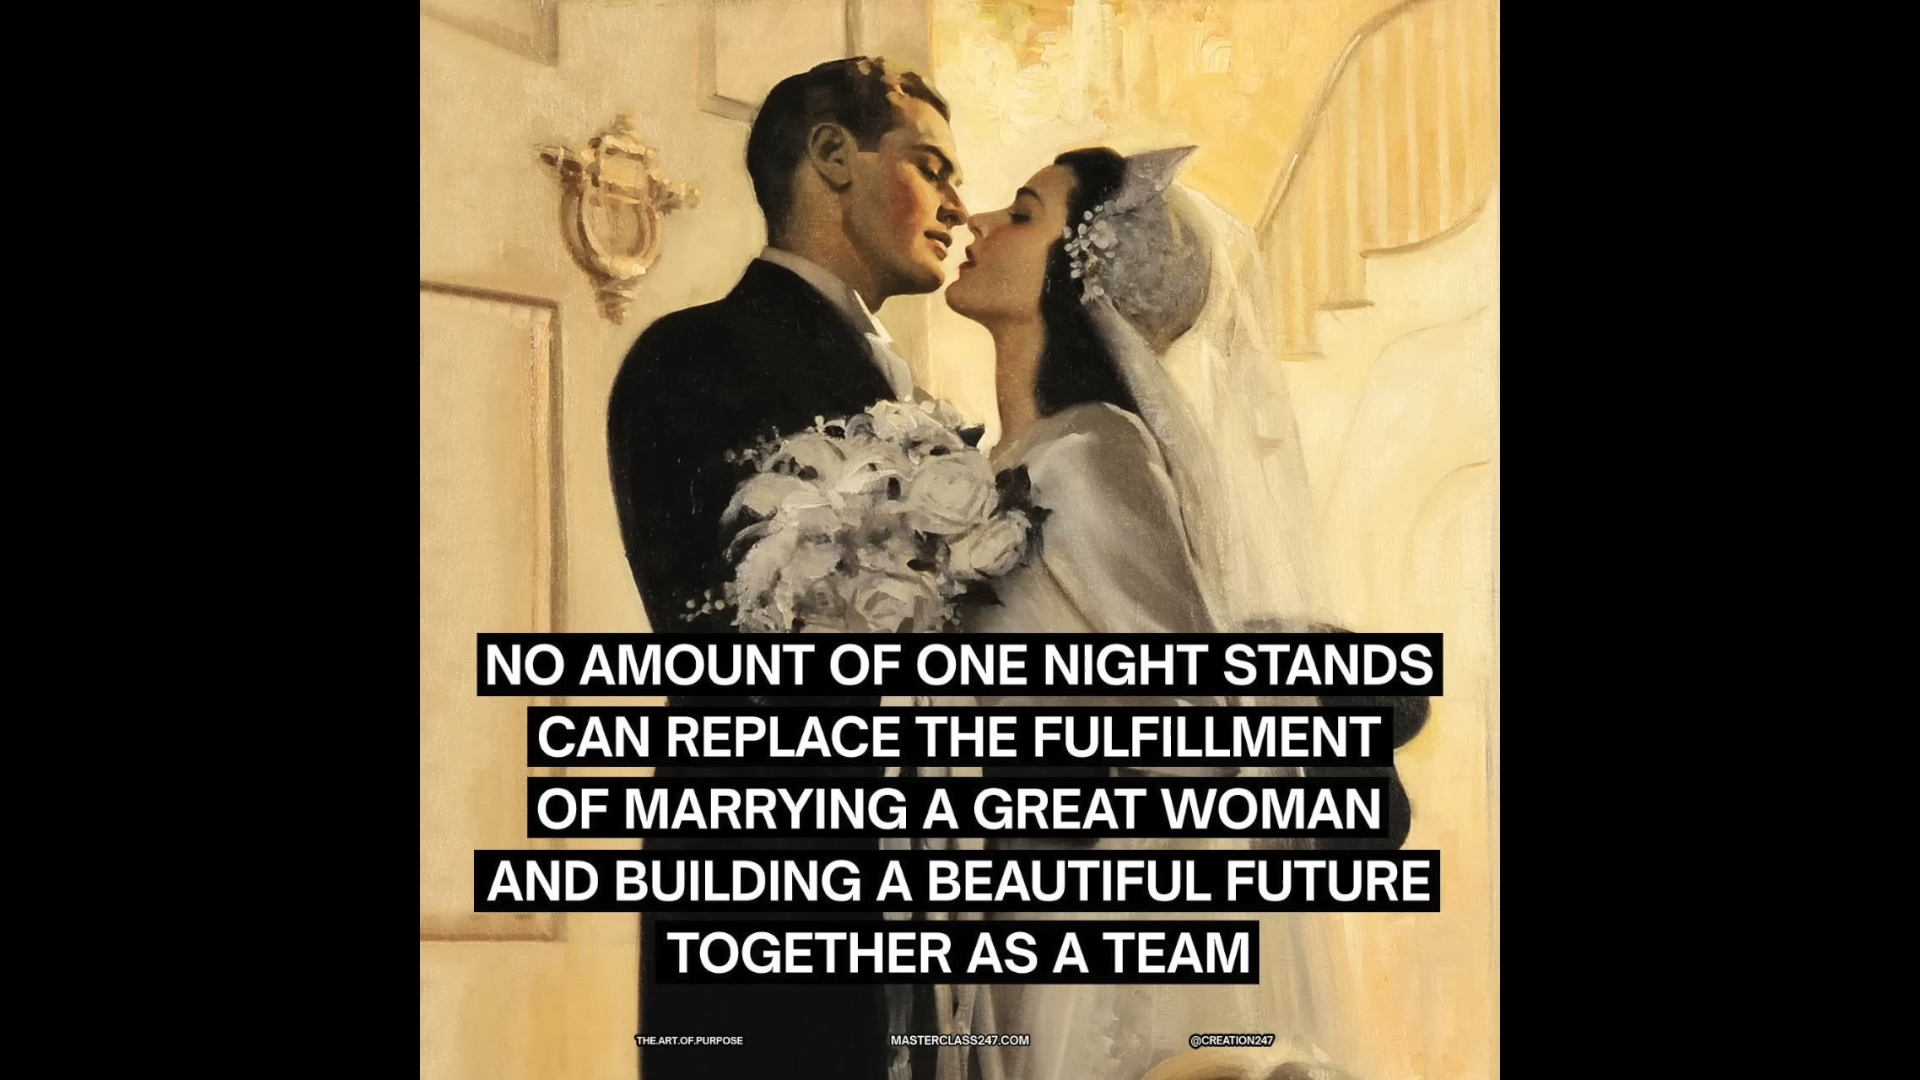 NO AMOUNT OF ONE NIGHT STANDS
CAN REPLACE THE FULFILLMENT
OF MARRYING A GREAT WOMAN
AND BUILDING A BEAUTIFUL FUTURE
TOGETHER AS A TEAM
THE.ART.OF.PURPOSE
MASTERCLASS247.COM
@CREATION247